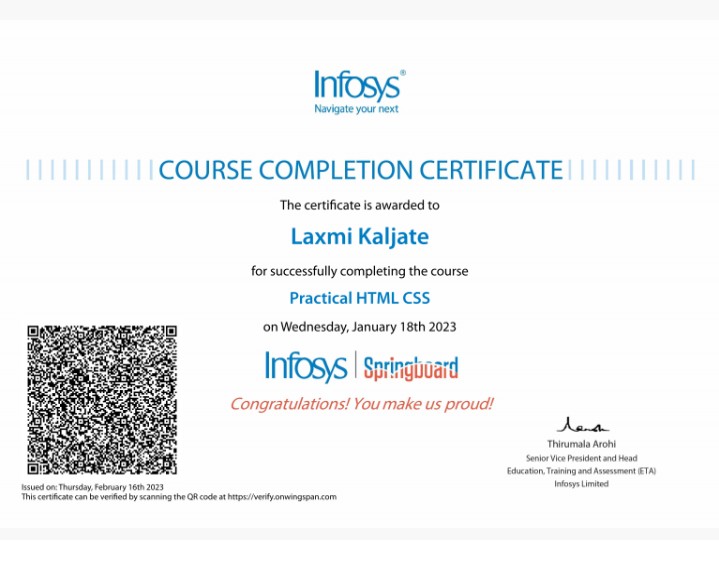 Infosys®
Navigate your next
COURSE COMPLETION CERTIFICATE
The certificate is awarded to
Laxmi Kaljate
for successfully completing the course
Practical HTML CSS
on Wednesday, January 18th 2023
Infosys | Springboard
Congratulations! You make us proud!
Thirumala Arohi
Senior Vice President and Head
Education, Training and Assessment (ETA)
Infosys Limited
Issued on: Thursday, February 16th 2023
This certificate can be verified by scanning the QR code at https://verify.onwingspan.com